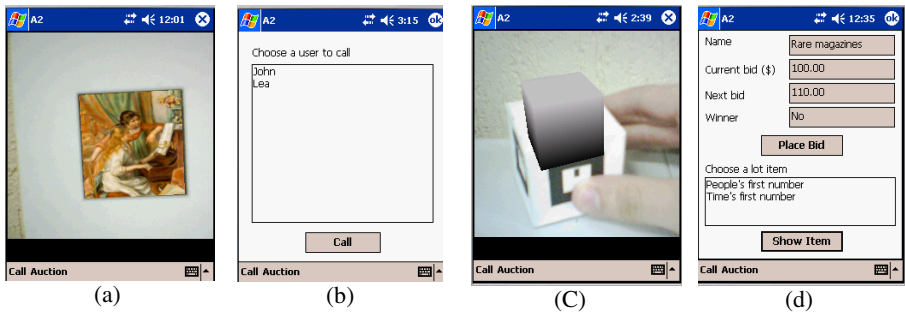 A2 12:01
Call Auction
(a)
A2 3:15 ok
Choose a user to call
John
Lea
Call
Call Auction
(b)
A2 2:39
Call Auction
(C)
A2 12:35 ok
Name Rare magazines
Current bid ($) 100.00
Next bid 110.00
Winner No
Place Bid
Choose a lot item
People's first number
Time's first number
Show Item
Call Auction
(d)